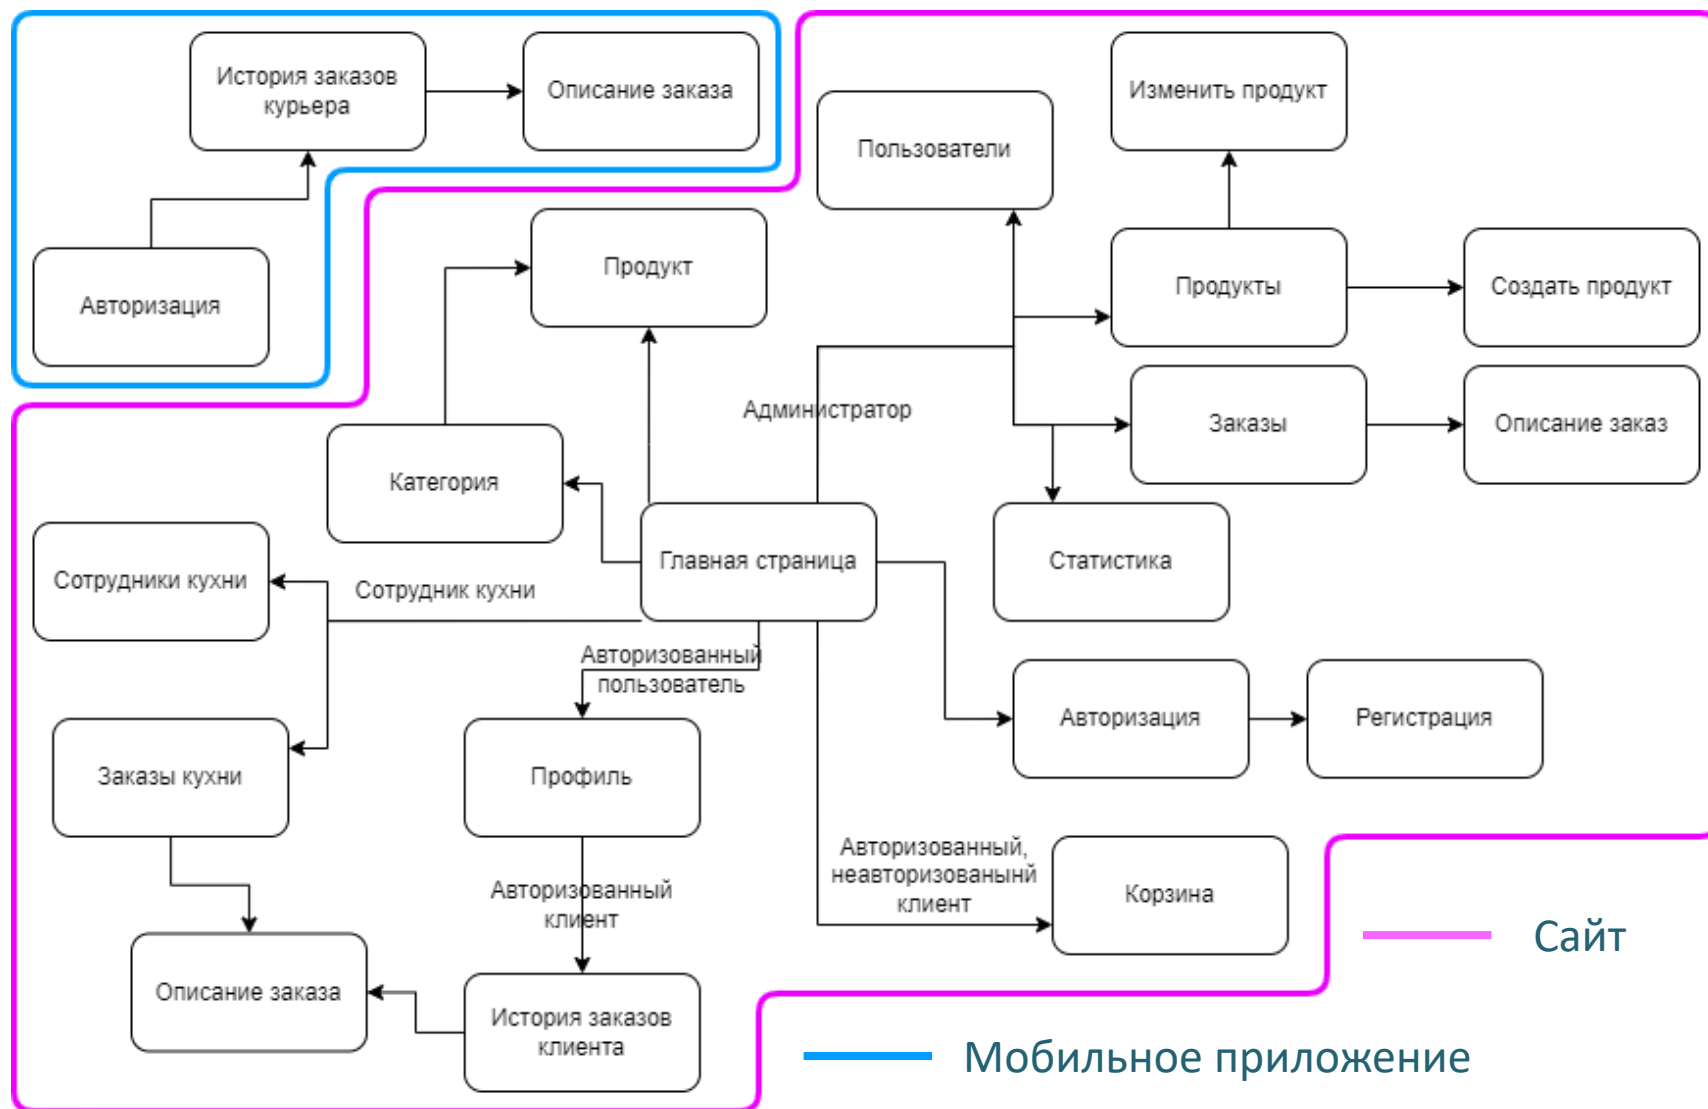 История заказов
курьера
Описание заказа
Изменить продукт
Пользователи
Авторизация
Продукт
Продукты
Создать продукт
Администратор
Заказы
Описание заказ
Категория
Главная страница
Статистика
Сотрудники кухни
Сотрудник кухни
Авторизованный
пользователь
Авторизация
Регистрация
Заказы кухни
Профиль
Авторизованный,
неавторизованынй
клиент
Корзина
Авторизованный
клиент
Сайт
Описание заказа
История заказов
клиента
Мобильное приложение